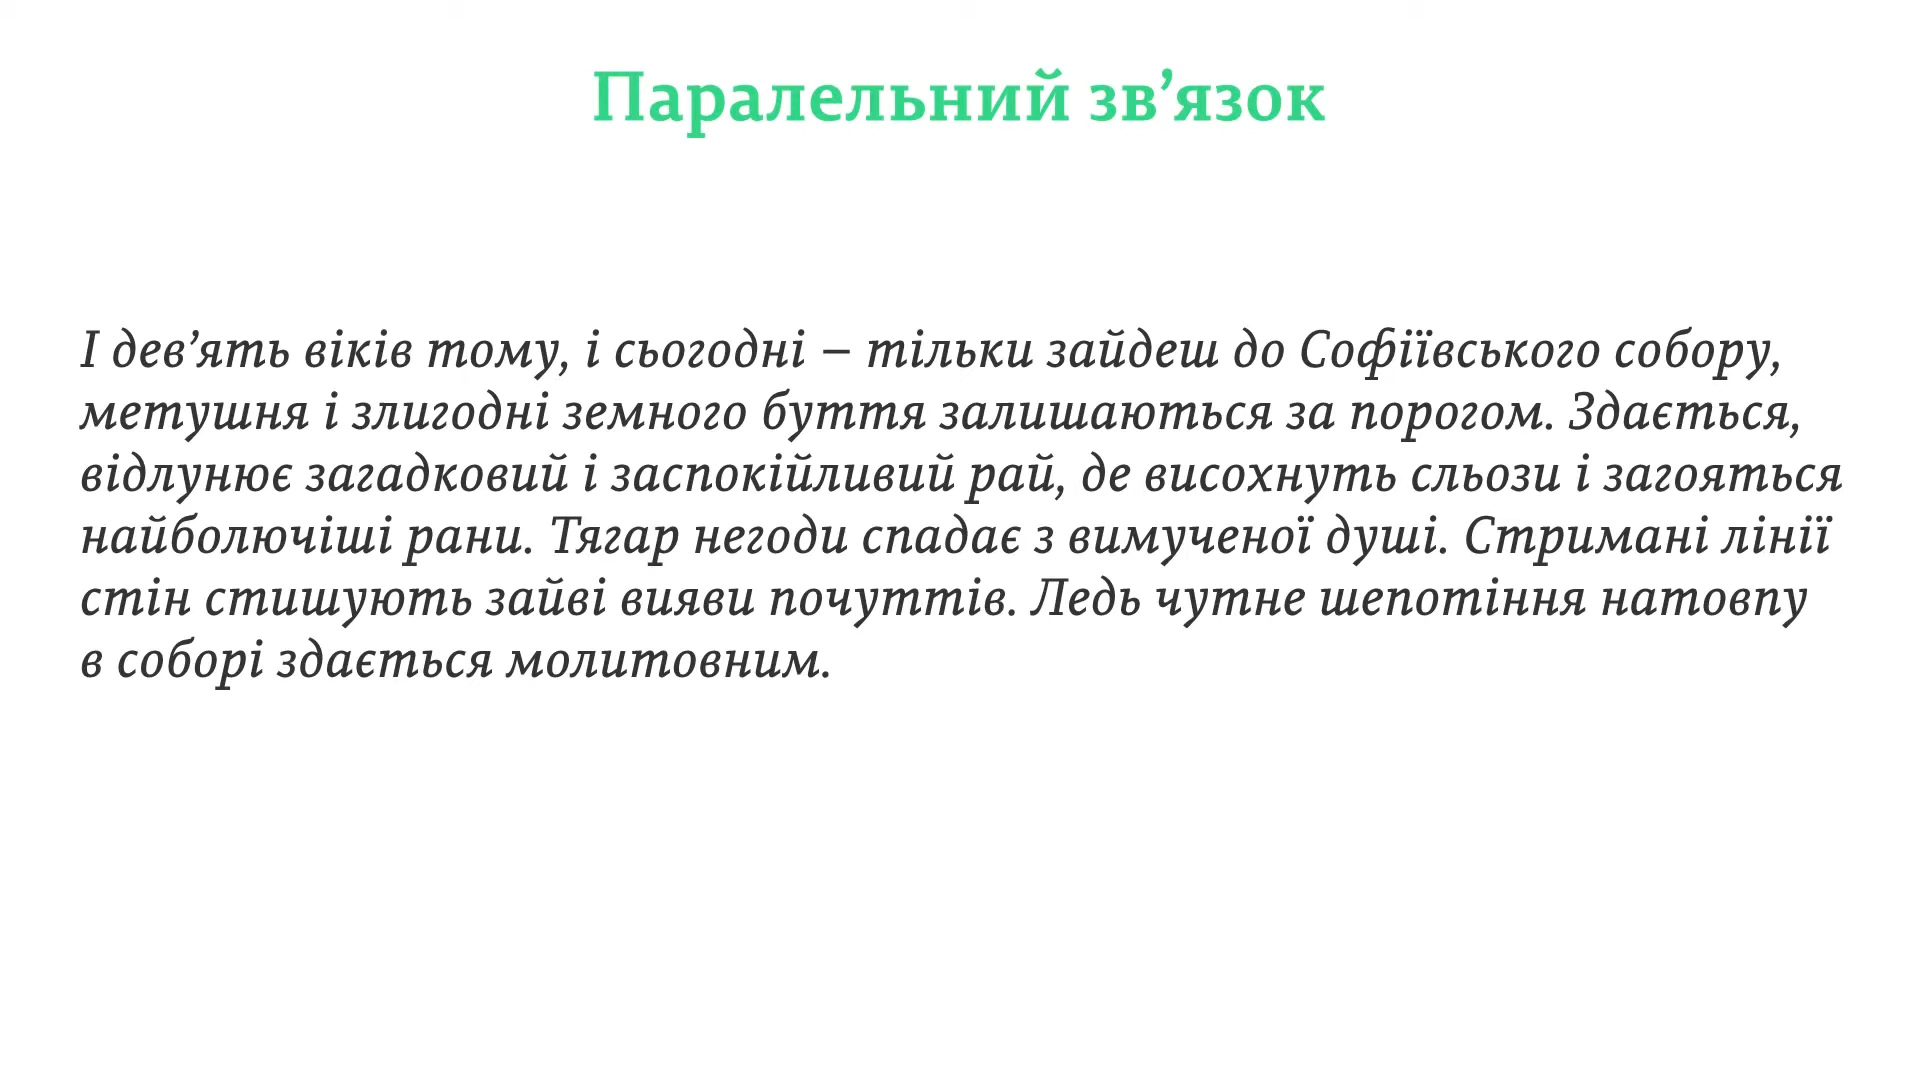 Паралельний зв’язок
І дев’ять віків тому, і сьогодні – тільки зайдеш до Софіївського собору,
метушня і злигодні земного буття залишаються за порогом. Здається,
відлунює загадковий і заспокійливий рай, де висохнуть сльози і загояться
найболючіші рани. Тягар негоди спадає з вимученої душі. Стримані лінії
стін стишують зайві вияви почуттів. Ледь чутне шепотіння натовпу
в соборі здається молитовним.